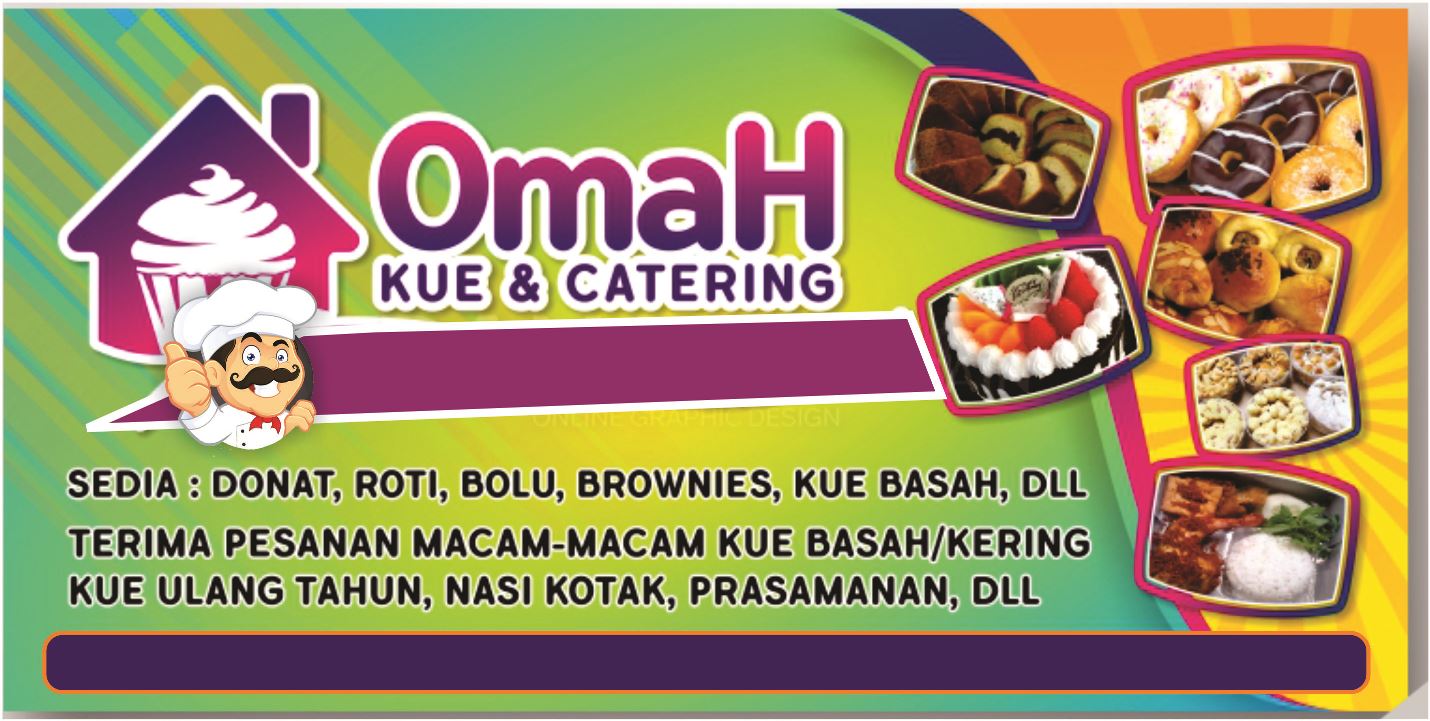 OmaH
KUE & CATERING
ONLINE GRAPHIC DESIGN
SEDIA : DONAT, ROTI, BOLU, BROWNIES, KUE BASAH, DLL
TERIMA PESANAN MACAM-MACAM KUE BASAH/KERING
KUE ULANG TAHUN, NASI KOTAK, PRASAMANAN, DLL